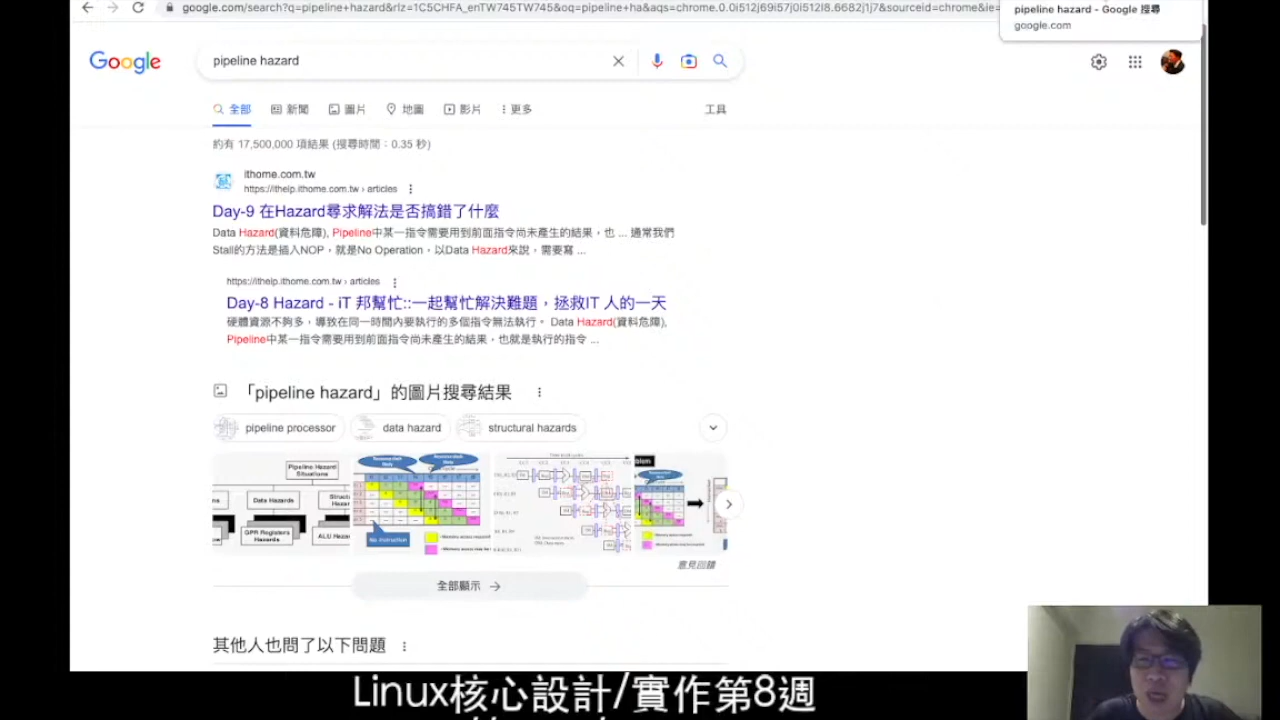 google.com/search?q=pipeline+hazard&rlz=1C5CHFA_enTW745TW745&oq=pipeline+ha&aqs=chrome.0.0i512j69i57j0i512l8.6682j1j7&sourceid=chrome&ie=
pipeline hazard - Google 搜尋
google.com
Google
pipeline hazard
全部
新聞
圖片
地圖
影片
更多
工具
約有 17,500,000 項結果 (搜尋時間：0.35 秒)
ithome.com.tw
https://ithelp.ithome.com.tw › articles
Day-9 在Hazard尋求解法是否搞錯了什麼
Data Hazard(資料危障), Pipeline中某一指令需要用到前面指令尚未產生的結果，也 ... 通常我們
Stall的方法是插入NOP，就是No Operation，以Data Hazard來說，需要寫 ...
https://ithelp.ithome.com.tw › articles
Day-8 Hazard - iT 邦幫忙::一起幫忙解決難題，拯救IT 人的一天
硬體資源不夠多，導致在同一時間內要執行的多個指令無法執行。 Data Hazard(資料危障),
Pipeline中某一指令需要用到前面指令尚未產生的結果，也就是執行的指令 ...
「pipeline hazard」的圖片搜尋結果
pipeline processor
data hazard
structural hazards
Pipeline Hazard
Situations
Data Hazards
GPR Registers
Hazards
No instruction
意見回饋
全部顯示
其他人也問了以下問題
Linux核心設計/實作第8週